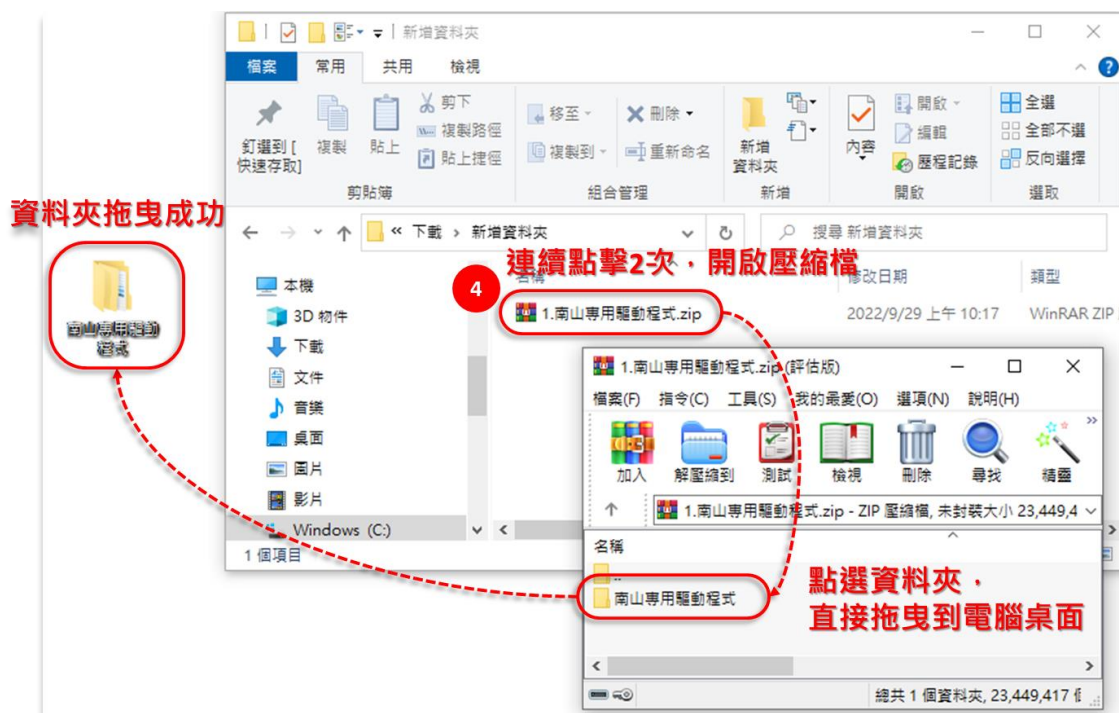 新增資料夾
檔案 常用 共用 檢視
釘選到 [
快速存取]
複製
貼上
剪下
複製路徑
貼上捷徑
移至
刪除
複製到
重新命名
新增
資料夾
內容
開啟
編輯
歷程記錄
全選
全部不選
反向選擇
剪貼簿 組合管理 新增 開啟 選取
資料夾拖曳成功
« 下載 › 新增資料夾
搜尋 新增資料夾
連續點擊2次，開啟壓縮檔
名稱 修改日期 類型
4
1.南山専用驅動程式.zip 2022/9/29 上午 10:17 WinRAR ZIP
南山専用驅動
程式
本機
3D 物件
下載
文件
音樂
桌面
圖片
影片
Windows (C:)
1 個項目
1.南山専用驅動程式.zip (評估版)
檔案(F) 指令(C) 工具(S) 我的最愛(O) 選項(N) 說明(H)
加入 解壓縮到 測試 檢視 刪除 尋找 精靈
1.南山専用驅動程式.zip - ZIP 壓縮檔, 未封裝大小 23,449,4
名稱
..
南山専用驅動程式
點選資料夾，
直接拖曳到電腦桌面
總共 1 個資料夾, 23,449,417